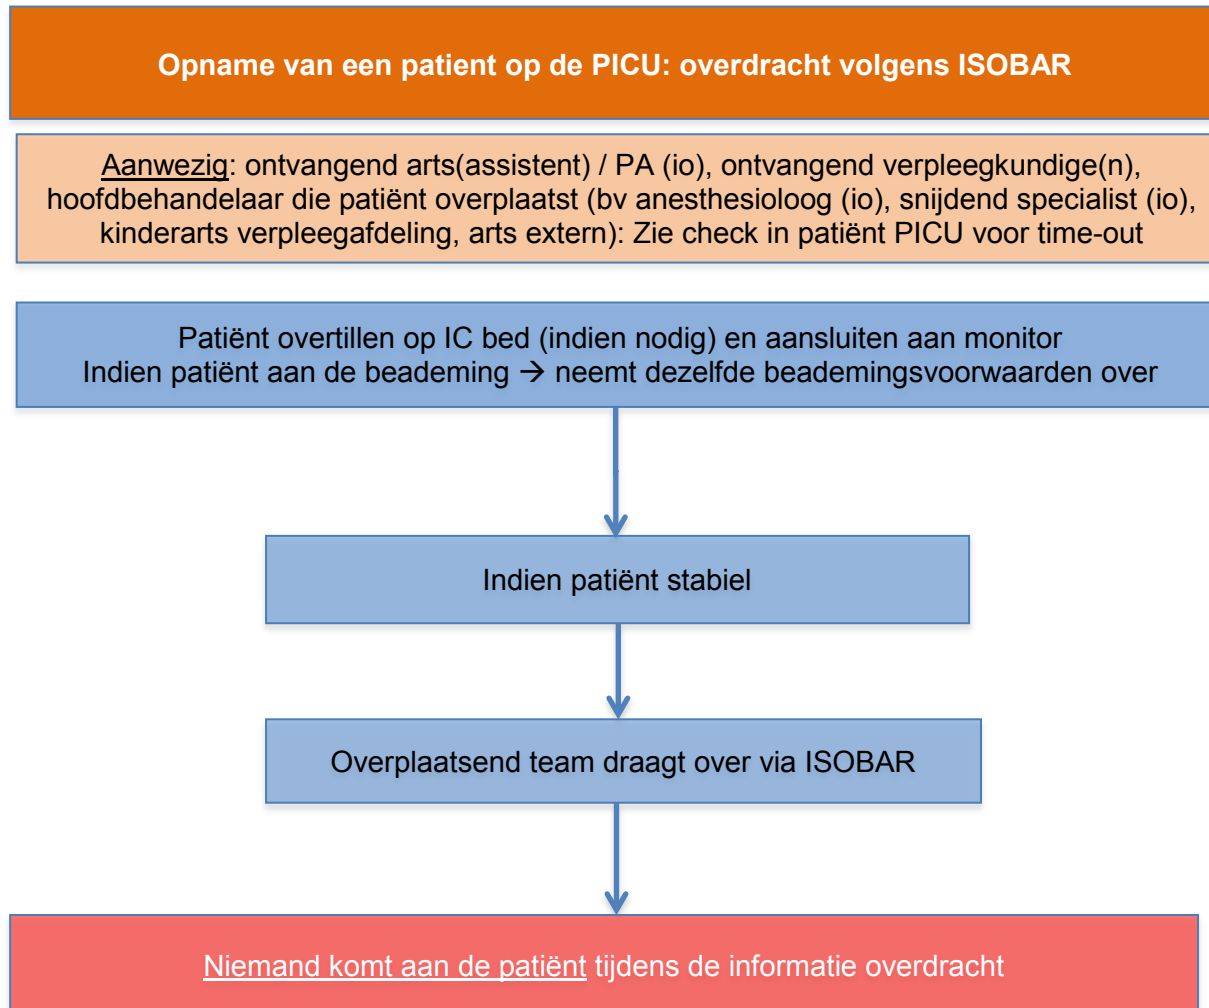 Opname van een patient op de PICU: overdracht volgens ISOBAR
Aanwezig: ontvangend arts(assistent) / PA (io), ontvangend verpleegkundige(n),
hoofdbehandelaar die patiënt overplaatst (bv anesthesioloog (io), snijdend specialist (io),
kinderarts verpleegafdeling, arts extern): Zie check in patiënt PICU voor time-out
Patiënt overtillen op IC bed (indien nodig) en aansluiten aan monitor
Indien patiënt aan de beademing → neemt dezelfde beademingsvoorwaarden over
Indien patiënt stabiel
Overplaatsend team draagt over via ISOBAR
Niemand komt aan de patiënt tijdens de informatie overdracht